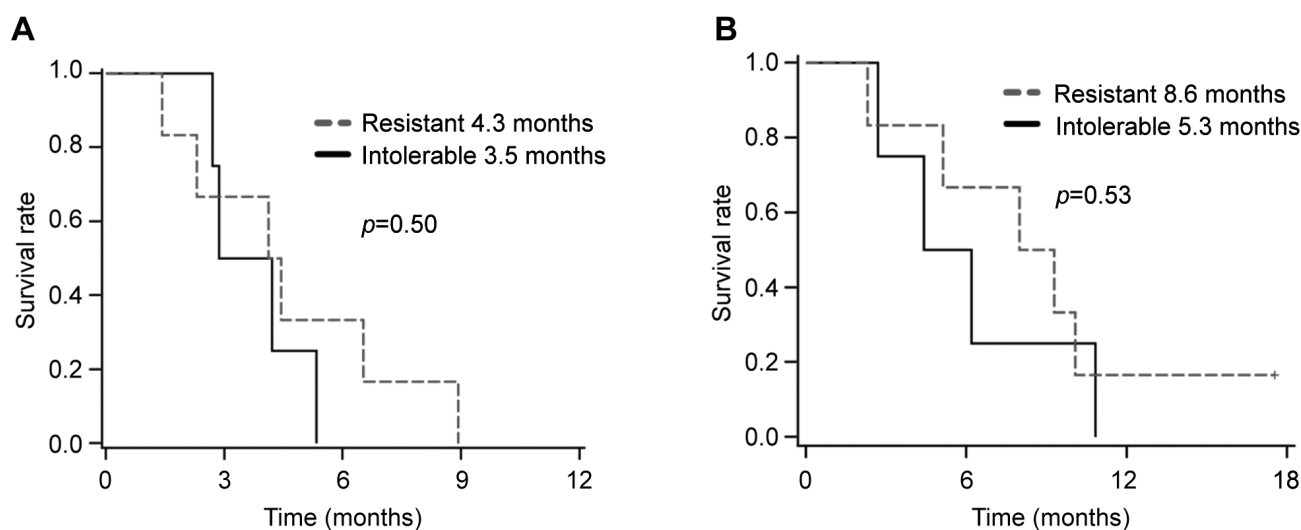 A
1.0
0.8
0.6
0.4
0.2
0.0
Survival rate
Resistant 4.3 months
Intolerable 3.5 months
p=0.50
0 3 6 9 12
Time (months)
B
1.0
0.8
0.6
0.4
0.2
0.0
Survival rate
Resistant 8.6 months
Intolerable 5.3 months
p=0.53
0 6 12 18
Time (months)